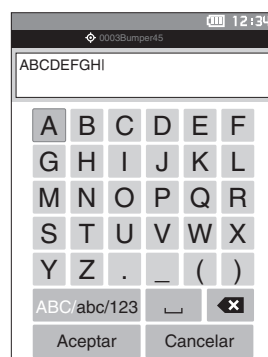 12:34
0003Bumper45
ABCDEFGHI
A B C D E F
G H I J K L
M N O P Q R
S T U V W X
Y Z . _ ( )
ABC/abc/123
Aceptar Cancelar